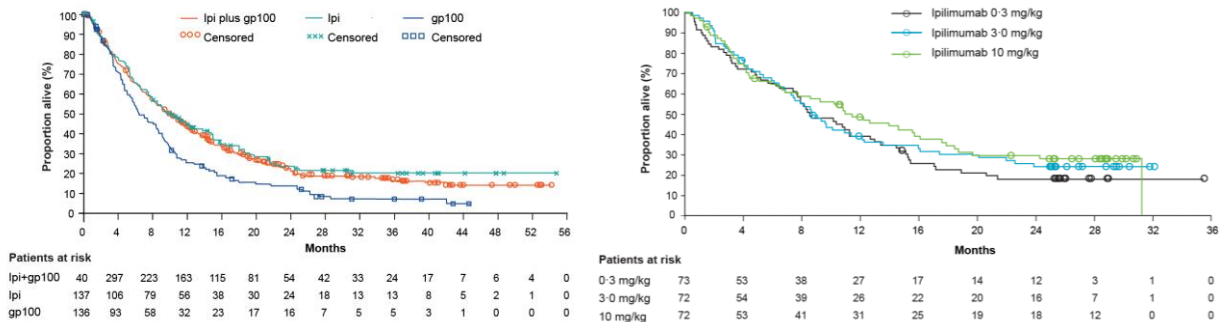 Ipi plus gp100 Ipi gp100
Censored Censored Censored
Proportion alive (%)
100
90
80
70
60
50
40
30
20
10
0
0 4 8 12 16 20 24 28 32 36 40 44 48 52 56
Months
Patients at risk
Ipi+gp100 40 297 223 163 115 81 54 42 33 24 17 7 6 4 0
Ipi 137 106 79 56 38 30 24 18 13 13 8 5 2 1 0
gp100 136 93 58 32 23 17 16 7 5 5 3 1 0 0 0
Ipilimumab 0·3 mg/kg
Ipilimumab 3·0 mg/kg
Ipilimumab 10 mg/kg
Proportion alive (%)
100
90
80
70
60
50
40
30
20
10
0
0 4 8 12 16 20 24 28 32 36
Months
Patients at risk
0·3 mg/kg 73 53 38 27 17 14 12 3 1 0
3·0 mg/kg 72 54 39 26 22 20 16 7 1 0
10 mg/kg 72 53 41 31 25 19 18 12 0 0